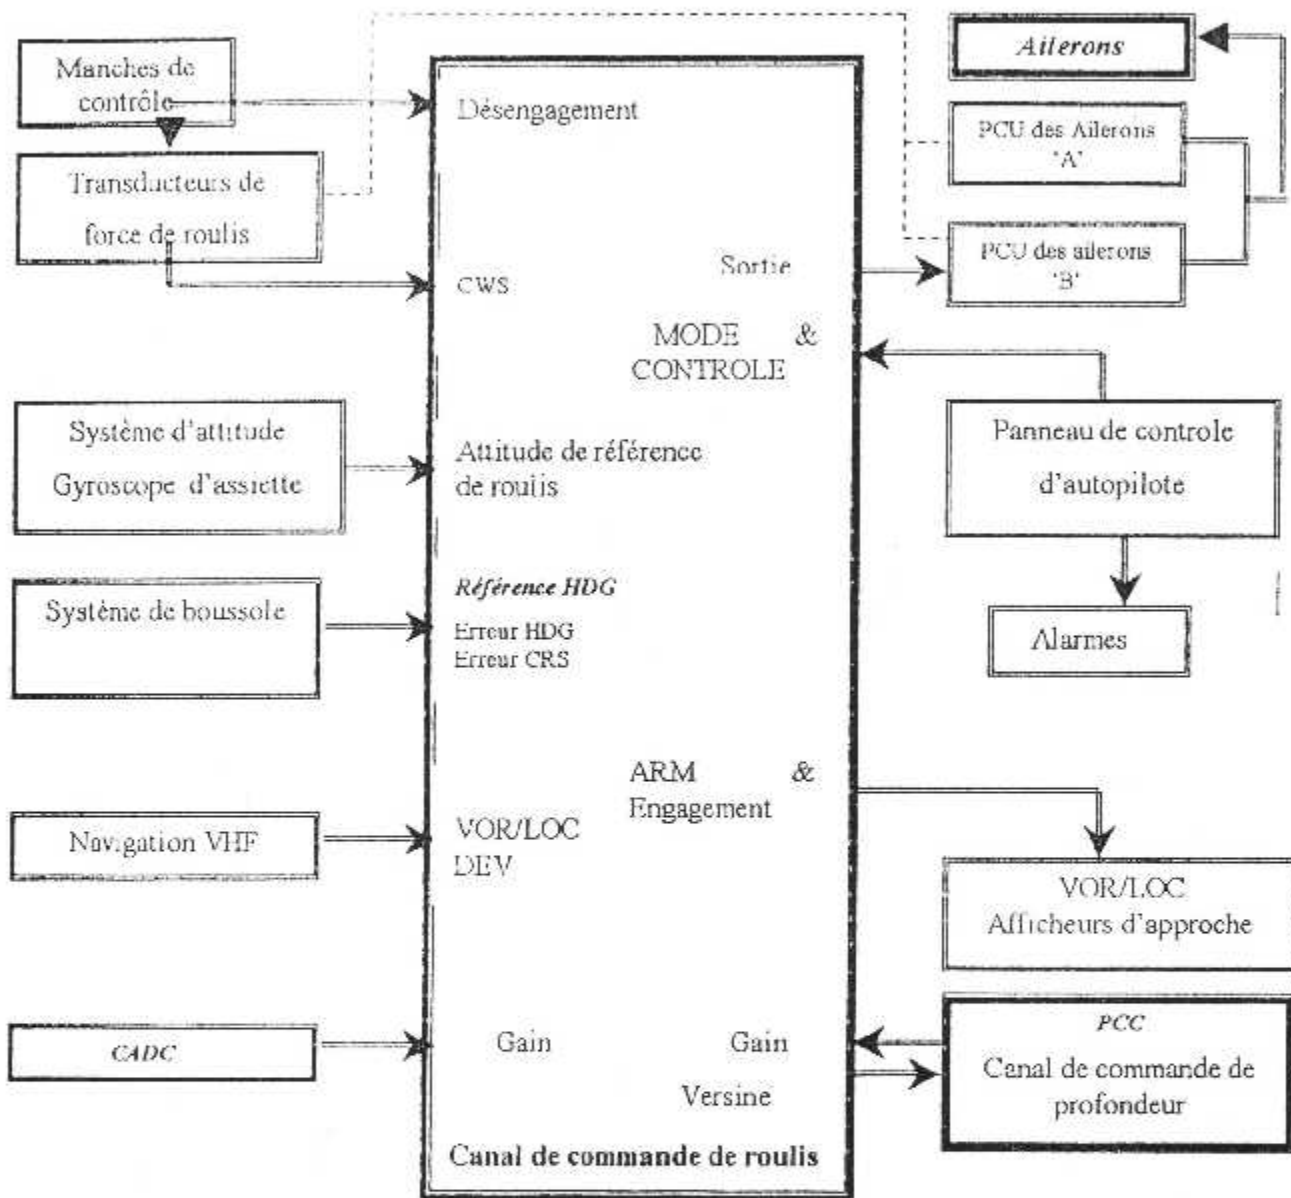 Manches de
contrôle
Transducteurs de
force de roulis
Système d'attitude
Gyroscope d'assiette
Système de boussole
Navigation VHF
CADC
Désengagement
CWS
Sortie
MODE &
CONTROLE
Attitude de référence
de roulis
Référence HDG
Erreur HDG
Erreur CRS
ARM &
Engagement
VOR/LOC
DEV
Gain
Gain
Versine
Canal de commande de roulis
Ailerons
PCU des Ailerons
'A'
PCU des ailerons
'B'
Panneau de controle
d'autopilote
Alarmes
VOR/LOC
Afficheurs d'approche
PCC
Canal de commande de
profondeur